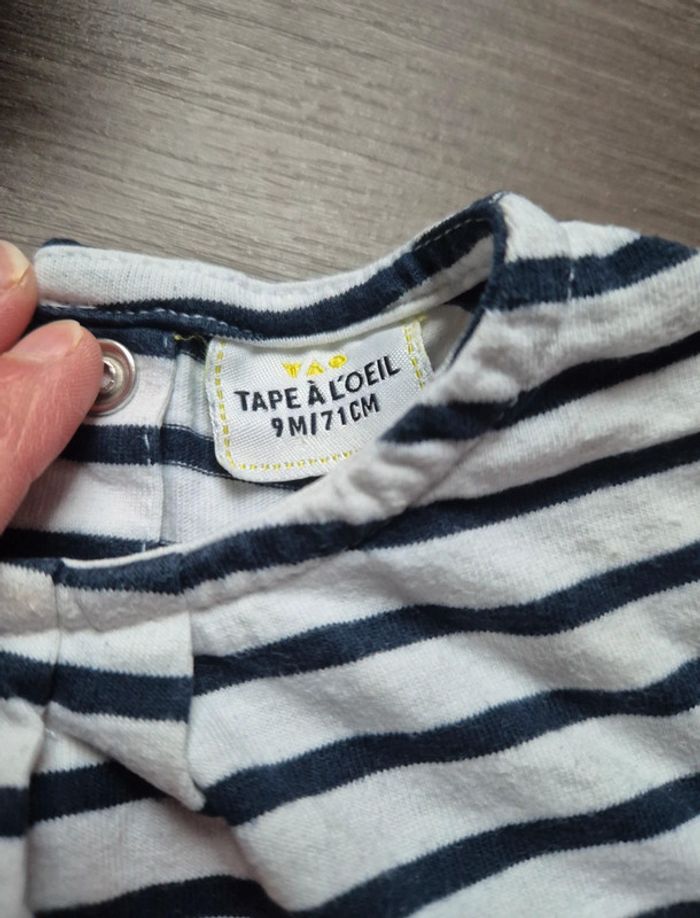 TAO
TAPE À L'OEIL
9M/71CM